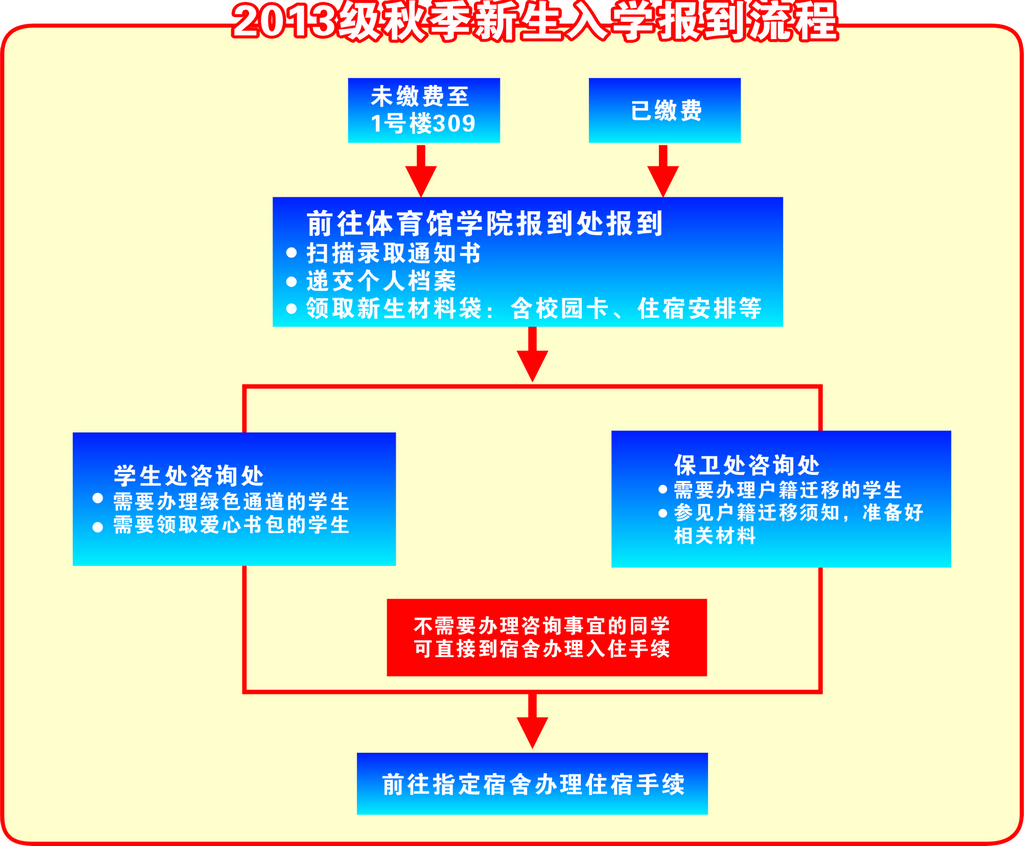 2013级秋季新生入学报到流程
未缴费至
1号楼309
已缴费
前往体育馆学院报到处报到
● 扫描录取通知书
● 递交个人档案
● 领取新生材料袋：含校园卡、住宿安排等
学生处咨询处
● 需要办理绿色通道的学生
● 需要领取爱心书包的学生
保卫处咨询处
● 需要办理户籍迁移的学生
● 参见户籍迁移须知，准备好
相关材料
不需要办理咨询事宜的同学
可直接到宿舍办理入住手续
前往指定宿舍办理住宿手续